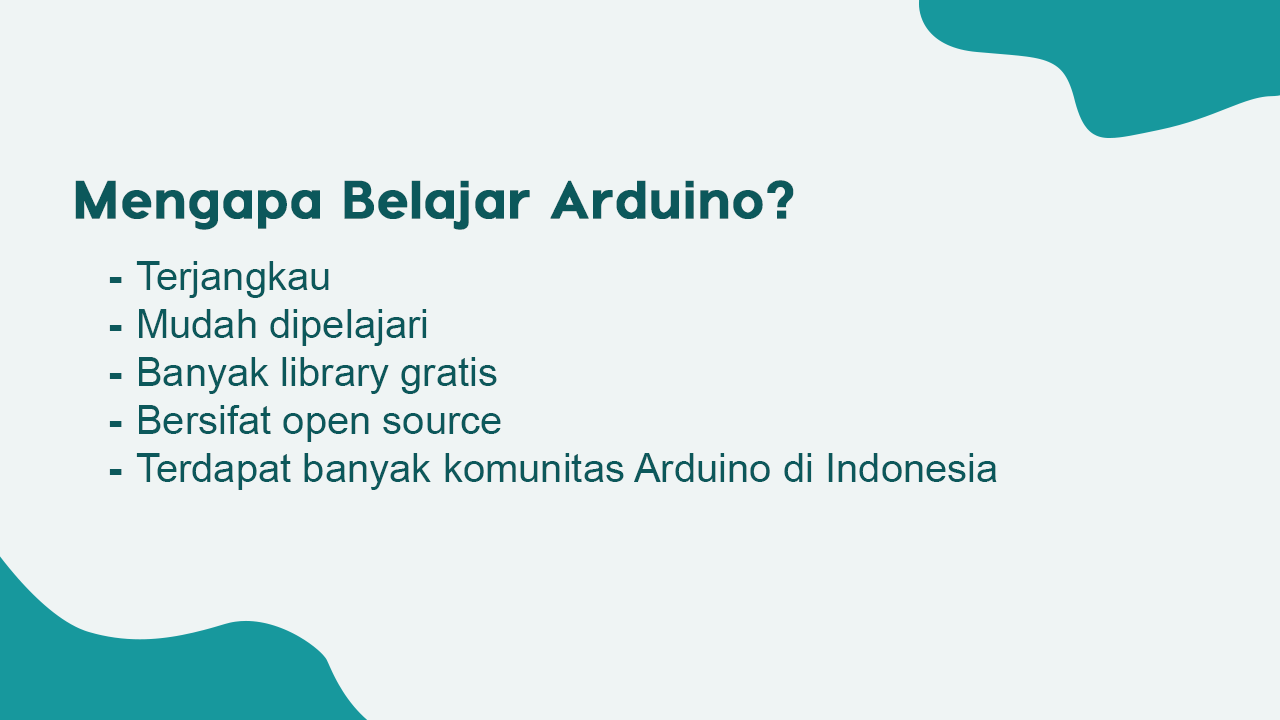 Mengapa Belajar Arduino?
- Terjangkau
- Mudah dipelajari
- Banyak library gratis
- Bersifat open source
- Terdapat banyak komunitas Arduino di Indonesia